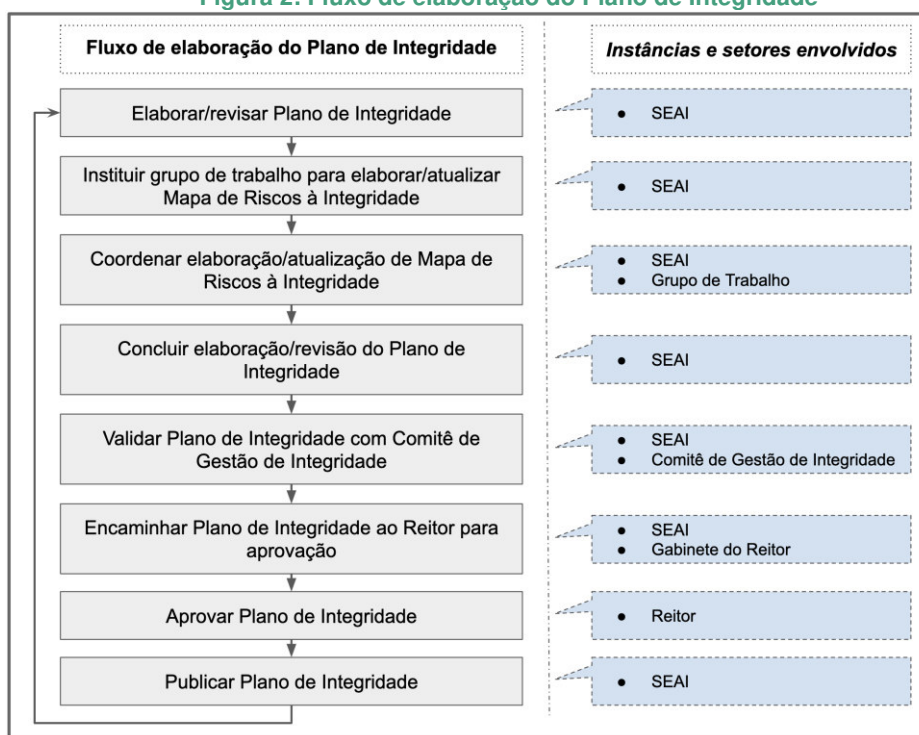 Figura 2: Fluxo de elaboração do Plano de Integridade
Fluxo de elaboração do Plano de Integridade
Instâncias e setores envolvidos
Elaborar/revisar Plano de Integridade
● SEAI
Instituir grupo de trabalho para elaborar/atualizar
Mapa de Riscos à Integridade
● SEAI
Coordenar elaboração/atualização de Mapa de
Riscos à Integridade
● SEAI
● Grupo de Trabalho
Concluir elaboração/revisão do Plano de
Integridade
● SEAI
Validar Plano de Integridade com Comitê de
Gestão de Integridade
● SEAI
● Comitê de Gestão de Integridade
Encaminhar Plano de Integridade ao Reitor para
aprovação
● SEAI
● Gabinete do Reitor
Aprovar Plano de Integridade
● Reitor
Publicar Plano de Integridade
● SEAI